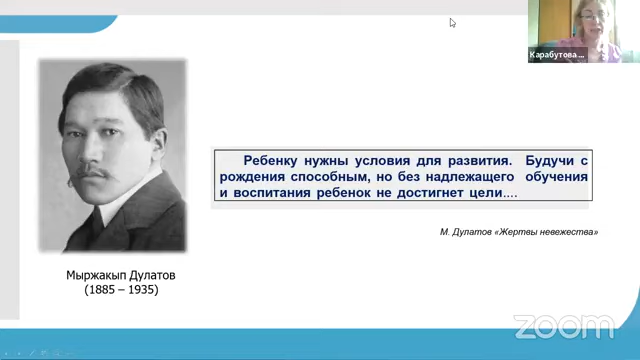 Карабутова ...
Ребенку нужны условия для развития. Будучи с
рождения способным, но без надлежащего обучения
и воспитания ребенок не достигнет цели....
М. Дулатов «Жертвы невежества»
Мыржакып Дулатов
(1885 – 1935)
zoom